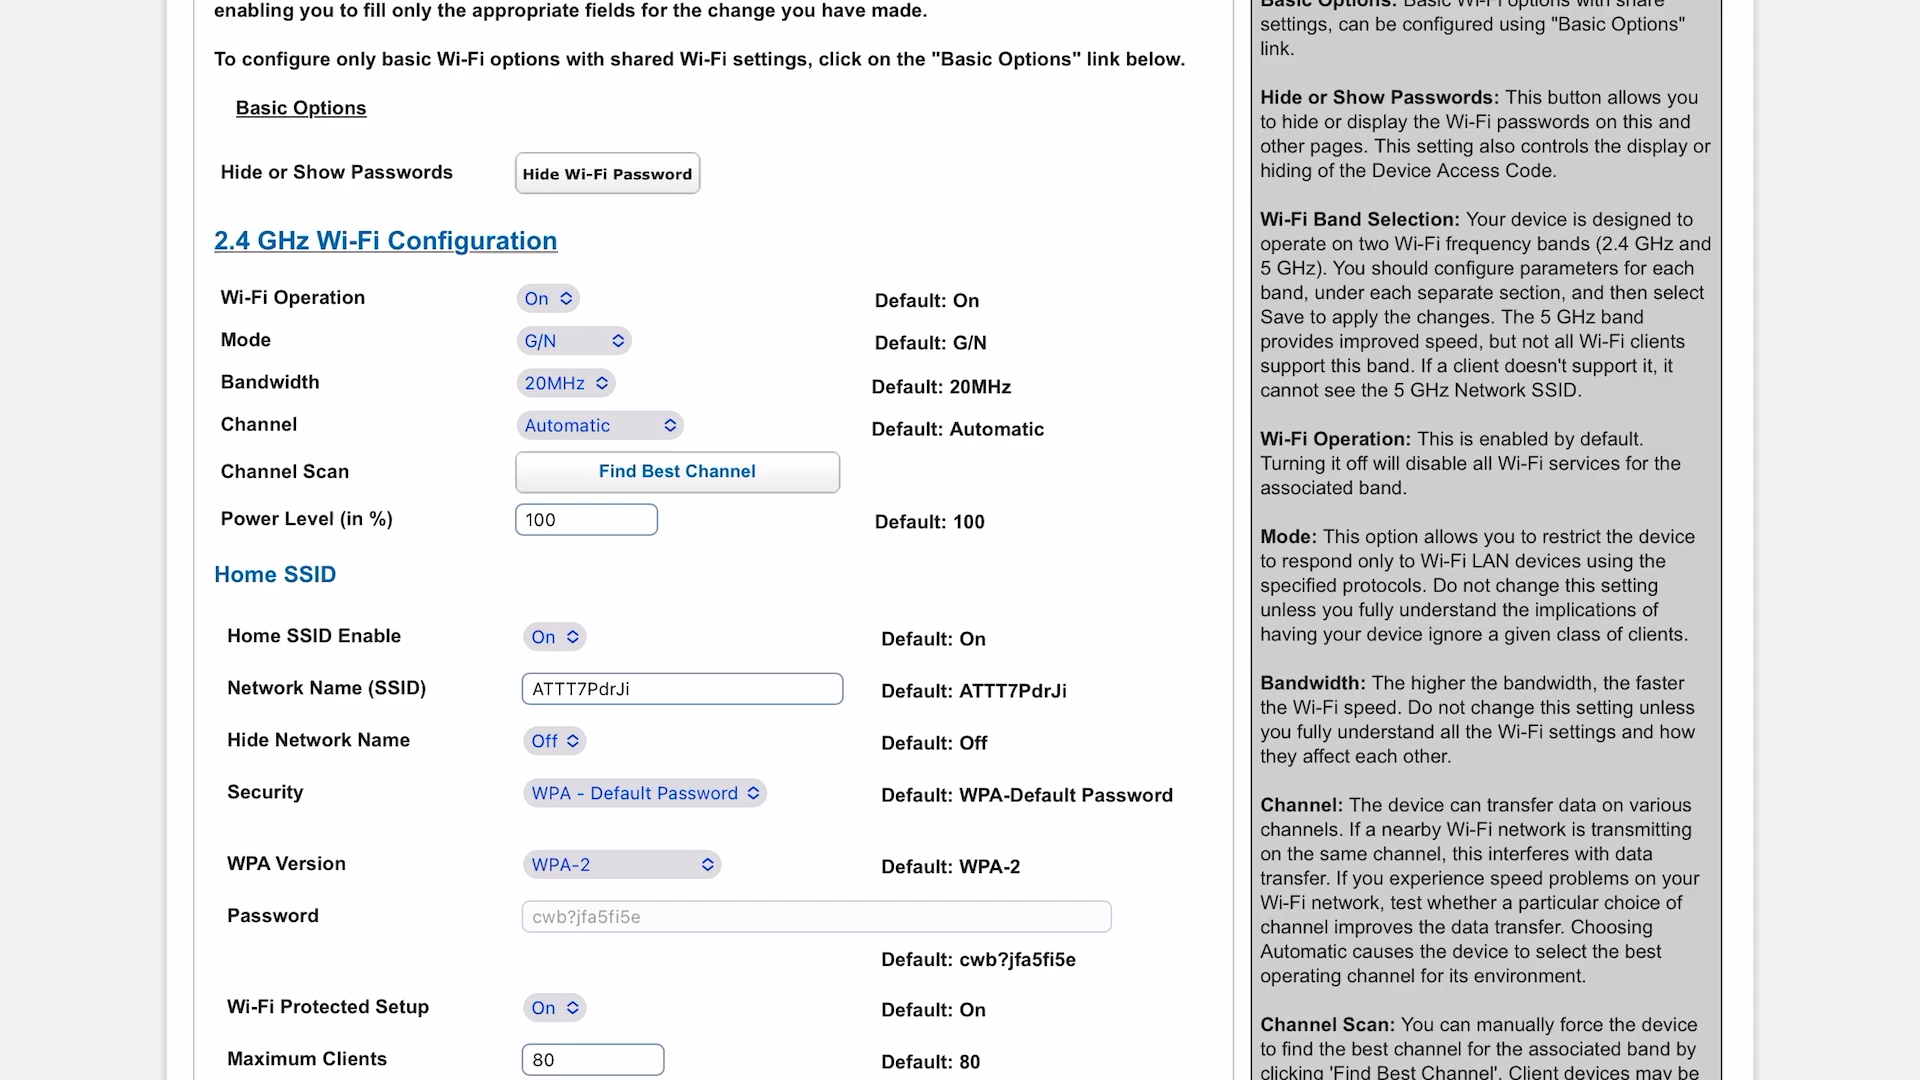 enabling you to fill only the appropriate fields for the change you have made.
To configure only basic Wi-Fi options with shared Wi-Fi settings, click on the "Basic Options" link below.
Basic Options
Hide or Show Passwords
Hide Wi-Fi Password
2.4 GHz Wi-Fi Configuration
Wi-Fi Operation On Default: On
Mode G/N Default: G/N
Bandwidth 20MHz Default: 20MHz
Channel Automatic Default: Automatic
Channel Scan Find Best Channel
Power Level (in %) 100 Default: 100
Home SSID
Home SSID Enable On Default: On
Network Name (SSID) ATTT7PdrJi Default: ATTT7PdrJi
Hide Network Name Off Default: Off
Security WPA - Default Password Default: WPA-Default Password
WPA Version WPA-2 Default: WPA-2
Password cwb?jfa5fi5e
Default: cwb?jfa5fi5e
Wi-Fi Protected Setup On Default: On
Maximum Clients 80 Default: 80
Basic Options: Basic Wi-Fi options with share
settings, can be configured using "Basic Options"
link.
Hide or Show Passwords: This button allows you
to hide or display the Wi-Fi passwords on this and
other pages. This setting also controls the display or
hiding of the Device Access Code.
Wi-Fi Band Selection: Your device is designed to
operate on two Wi-Fi frequency bands (2.4 GHz and
5 GHz). You should configure parameters for each
band, under each separate section, and then select
Save to apply the changes. The 5 GHz band
provides improved speed, but not all Wi-Fi clients
support this band. If a client doesn't support it, it
cannot see the 5 GHz Network SSID.
Wi-Fi Operation: This is enabled by default.
Turning it off will disable all Wi-Fi services for the
associated band.
Mode: This option allows you to restrict the device
to respond only to Wi-Fi LAN devices using the
specified protocols. Do not change this setting
unless you fully understand the implications of
having your device ignore a given class of clients.
Bandwidth: The higher the bandwidth, the faster
the Wi-Fi speed. Do not change this setting unless
you fully understand all the Wi-Fi settings and how
they affect each other.
Channel: The device can transfer data on various
channels. If a nearby Wi-Fi network is transmitting
on the same channel, this interferes with data
transfer. If you experience speed problems on your
Wi-Fi network, test whether a particular choice of
channel improves the data transfer. Choosing
Automatic causes the device to select the best
operating channel for its environment.
Channel Scan: You can manually force the device
to find the best channel for the associated band by
clicking 'Find Best Channel'. Client devices may be